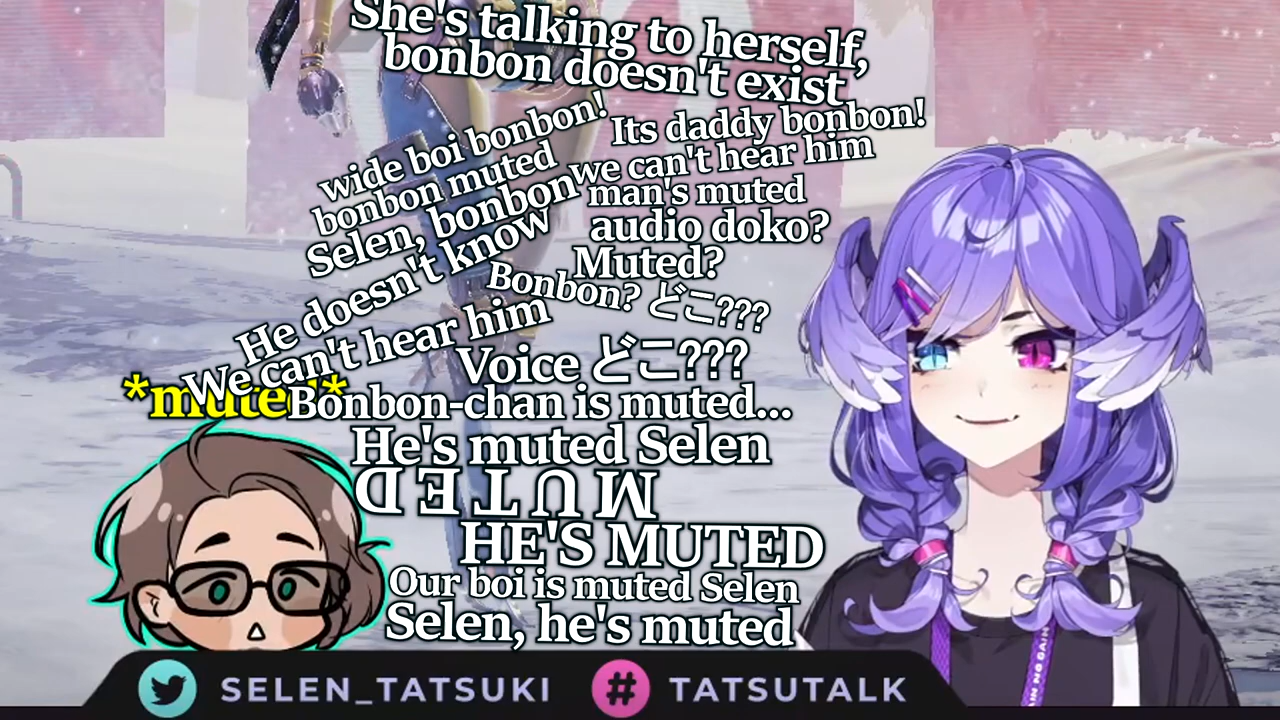 She's talking to herself,
bonbon doesn't exist
wide boi bonbon!
Its daddy bonbon!
bonbon muted
we can't hear him
Selen, bonbon
man's muted
He doesn't know
audio doko?
Muted?
Bonbon? どこ???
We can't hear him
Voice どこ???
*muted*
Bonbon-chan is muted...
He's muted Selen
MUTED
HE'S MUTED
Our boi is muted Selen
Selen, he's muted
SELEN_TATSUKI
# TATSUTALK